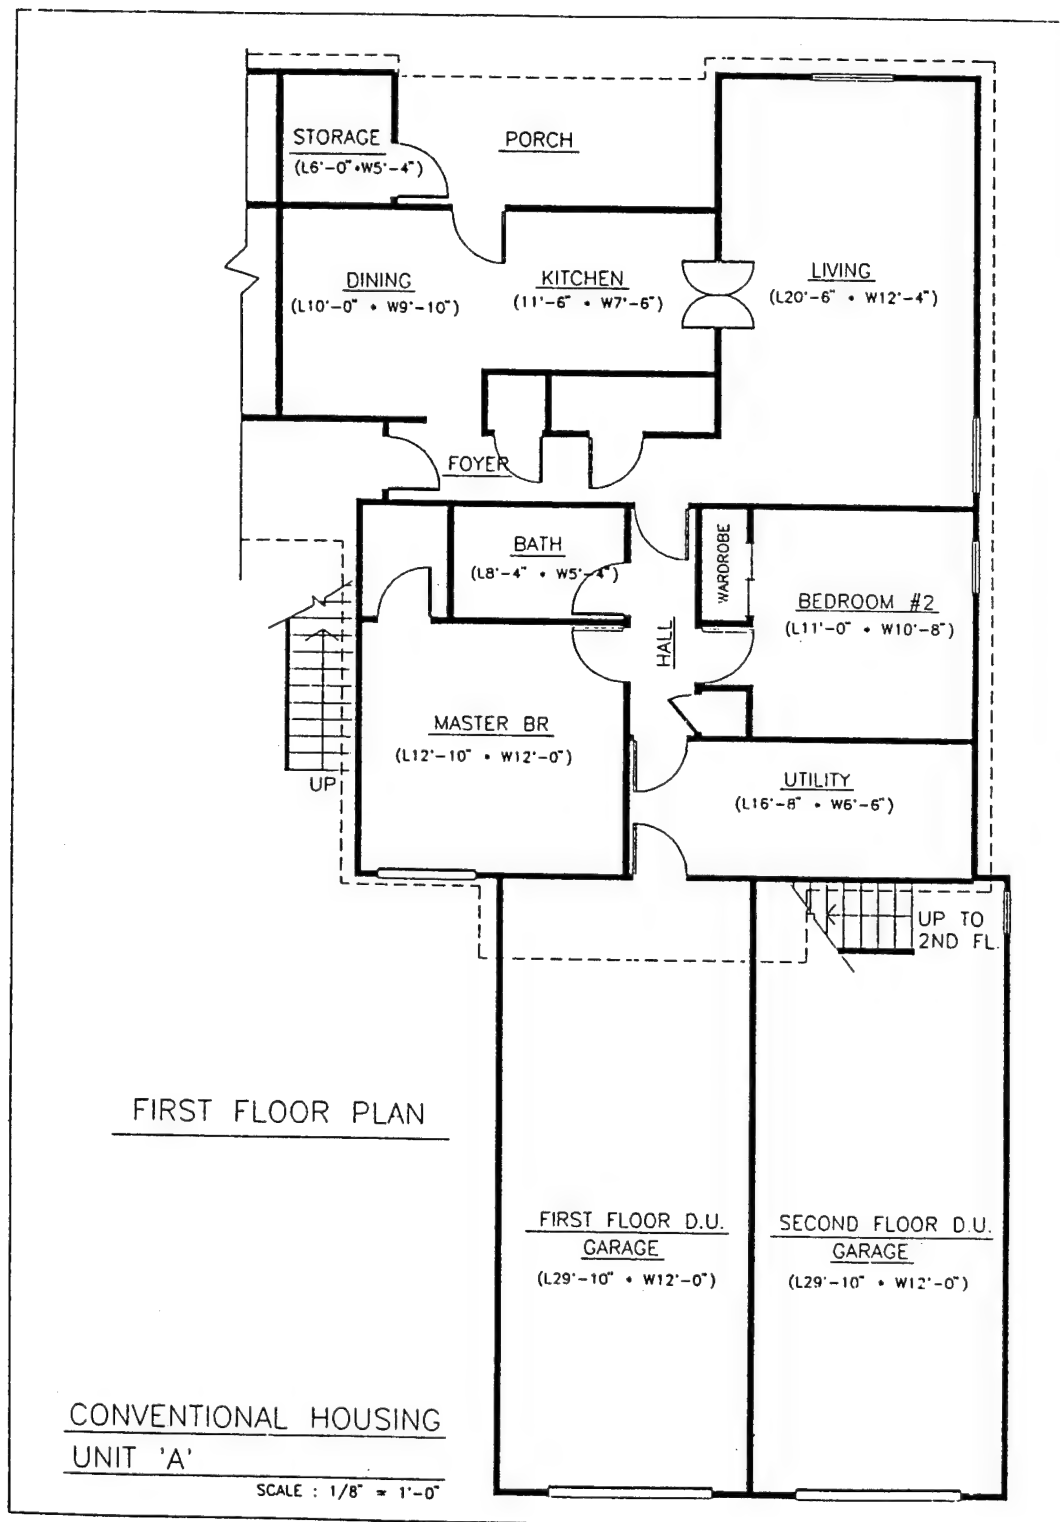 STORAGE
(L6'-0"*W5'-4")
PORCH
DINING
(L10'-0" * W9'-10")
KITCHEN
(11'-6" * W7'-6")
LIVING
(L20'-6" * W12'-4")
FOYER
BATH
(L8'-4" * W5'-4")
WARDROBE
BEDROOM #2
(L11'-0" * W10'-8")
HALL
MASTER BR
(L12'-10" * W12'-0")
UP
UTILITY
(L16'-8" * W6'-6")
UP TO
2ND FL.
FIRST FLOOR PLAN
FIRST FLOOR D.U.
GARAGE
(L29'-10" * W12'-0")
SECOND FLOOR D.U.
GARAGE
(L29'-10" * W12'-0")
CONVENTIONAL HOUSING
UNIT 'A'
SCALE : 1/8" = 1'-0"